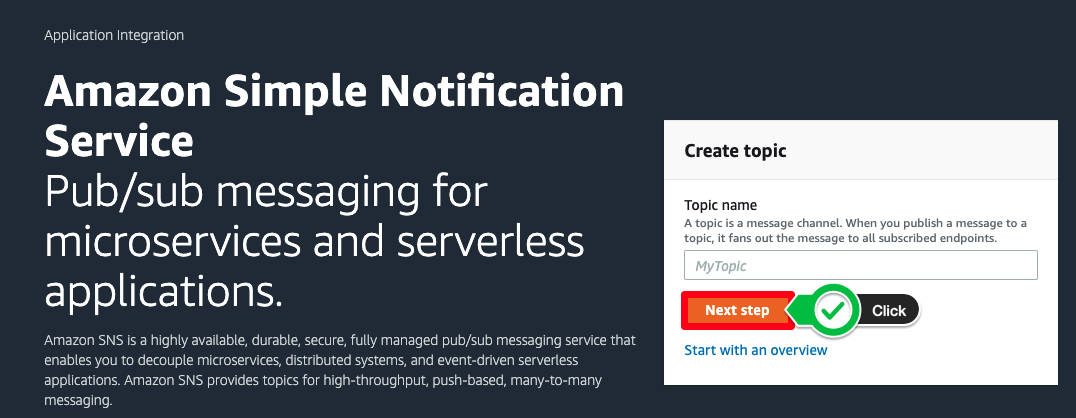 Application Integration
Amazon Simple Notification
Service
Pub/sub messaging for
microservices and serverless
applications.
Amazon SNS is a highly available, durable, secure, fully managed pub/sub messaging service that
enables you to decouple microservices, distributed systems, and event-driven serverless
applications. Amazon SNS provides topics for high-throughput, push-based, many-to-many
messaging.
Create topic
Topic name
A topic is a message channel. When you publish a message to a
topic, it fans out the message to all subscribed endpoints.
MyTopic
Next step
Click
Start with an overview